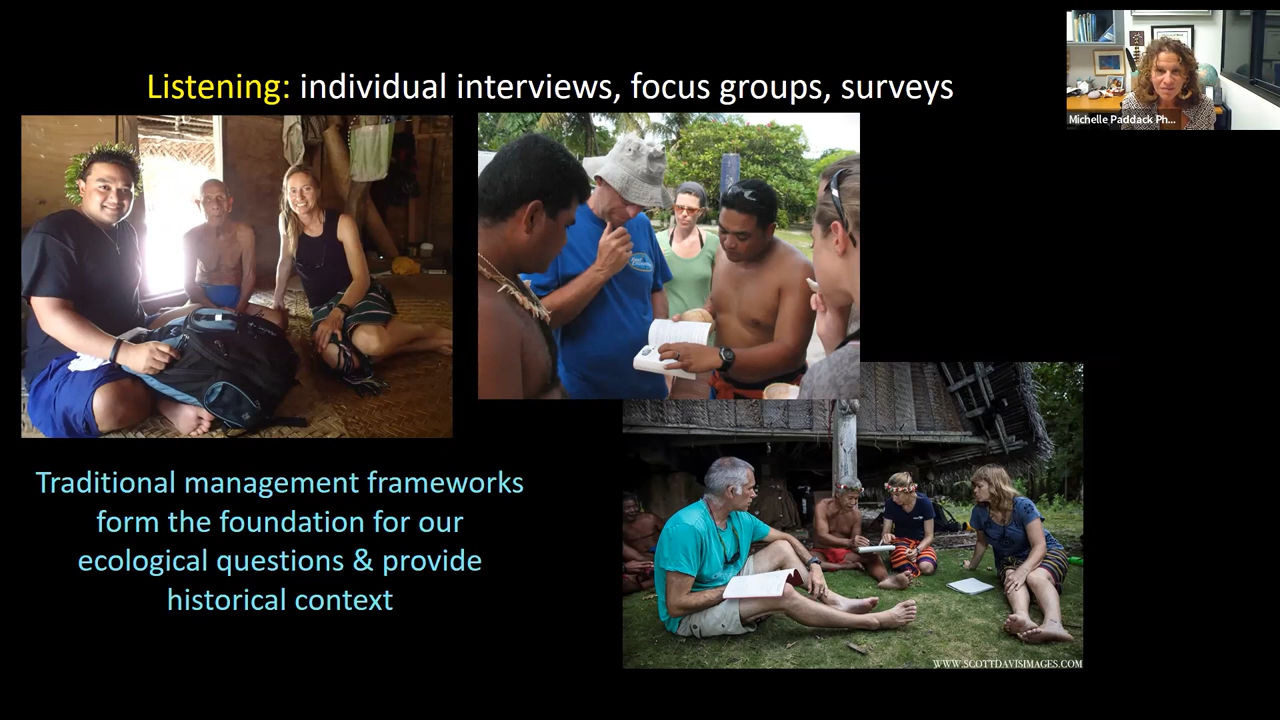 Listening: individual interviews, focus groups, surveys
Michelle Paddack Ph...
Traditional management frameworks
form the foundation for our
ecological questions & provide
historical context
WWW.SCOTTDAVISIMAGES.COM